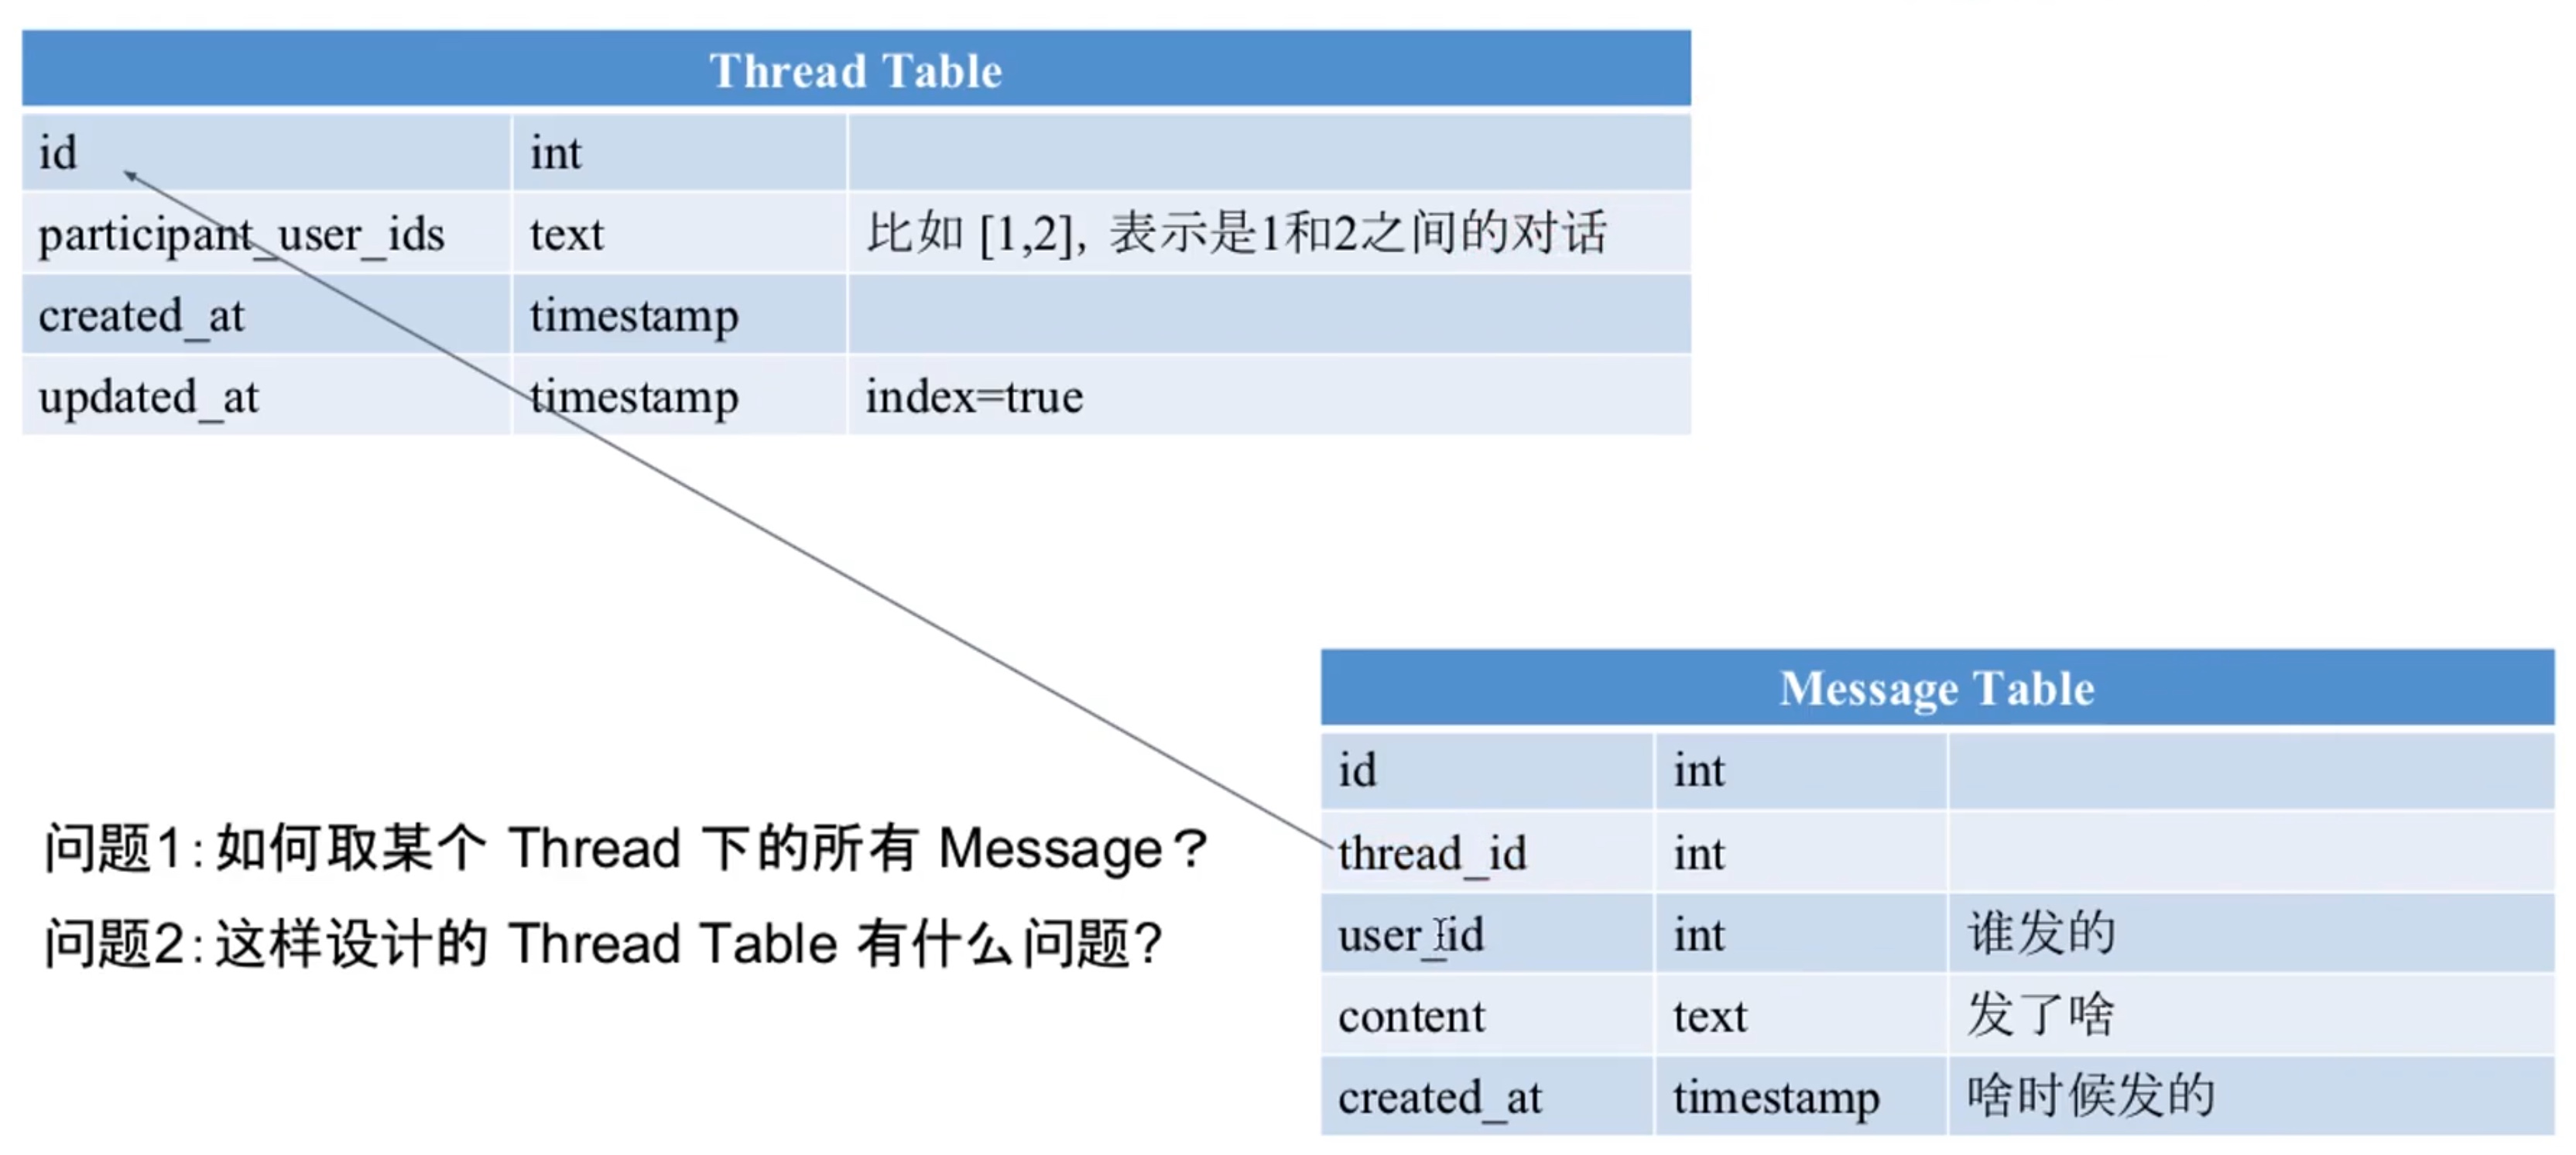 Thread Table
id int
participant_user_ids text 比如 [1,2], 表示是1和2之间的对话
created_at timestamp
updated_at timestamp index=true
Message Table
id int
thread_id int
user_id int 谁发的
content text 发了啥
created_at timestamp 啥时候发的
问题1:如何取某个 Thread 下的所有 Message？
问题2:这样设计的 Thread Table 有什么问题?